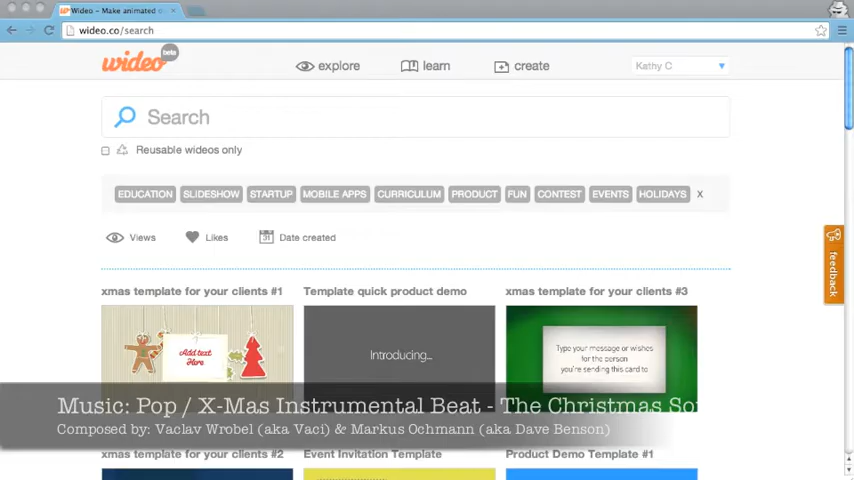 Wideo – Make animated o
wideo.co/search
wideo beta
explore learn create Kathy C
Search
Reusable wideos only
EDUCATION SLIDESHOW STARTUP MOBILE APPS CURRICULUM PRODUCT FUN CONTEST EVENTS HOLIDAYS X
Views Likes 31 Date created
feedback
xmas template for your clients #1 Template quick product demo xmas template for your clients #3
Add text
Here
Introducing...
Type your message or wishes
for the person
you're sending this card to
Music: Pop / X-Mas Instrumental Beat - The Christmas So
Composed by: Vaclav Wrobel (aka Vaci) & Markus Ochmann (aka Dave Benson)
xmas template for your clients #2 Event Invitation Template Product Demo Template #1